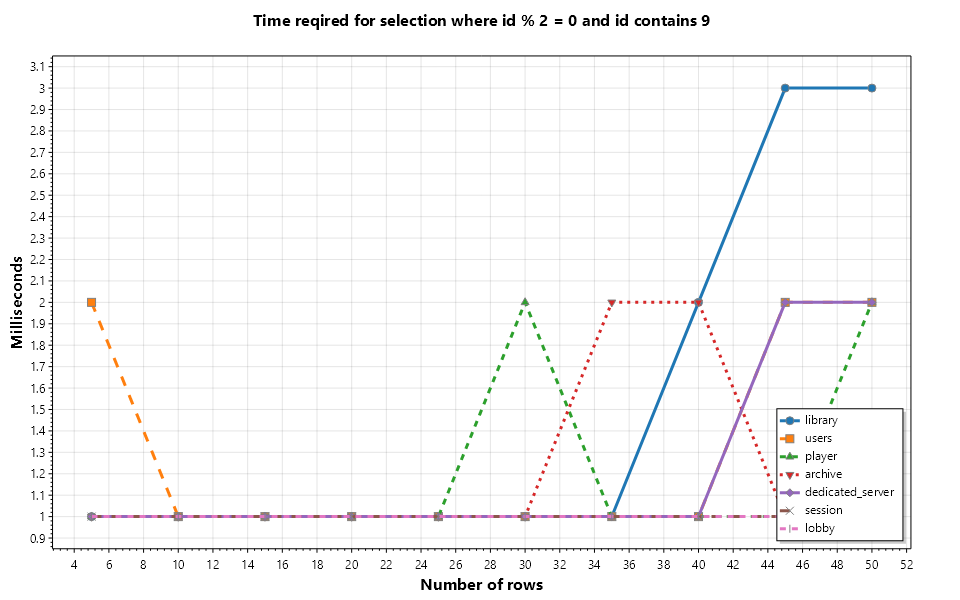 Time reqired for selection where id % 2 = 0 and id contains 9
3.1
3
2.9
2.8
2.7
2.6
2.5
2.4
2.3
2.2
2.1
2
1.9
1.8
1.7
1.6
1.5
1.4
1.3
1.2
1.1
1
0.9
Milliseconds
library
users
player
archive
dedicated_server
session
lobby
4 6 8 10 12 14 16 18 20 22 24 26 28 30 32 34 36 38 40 42 44 46 48 50 52
Number of rows